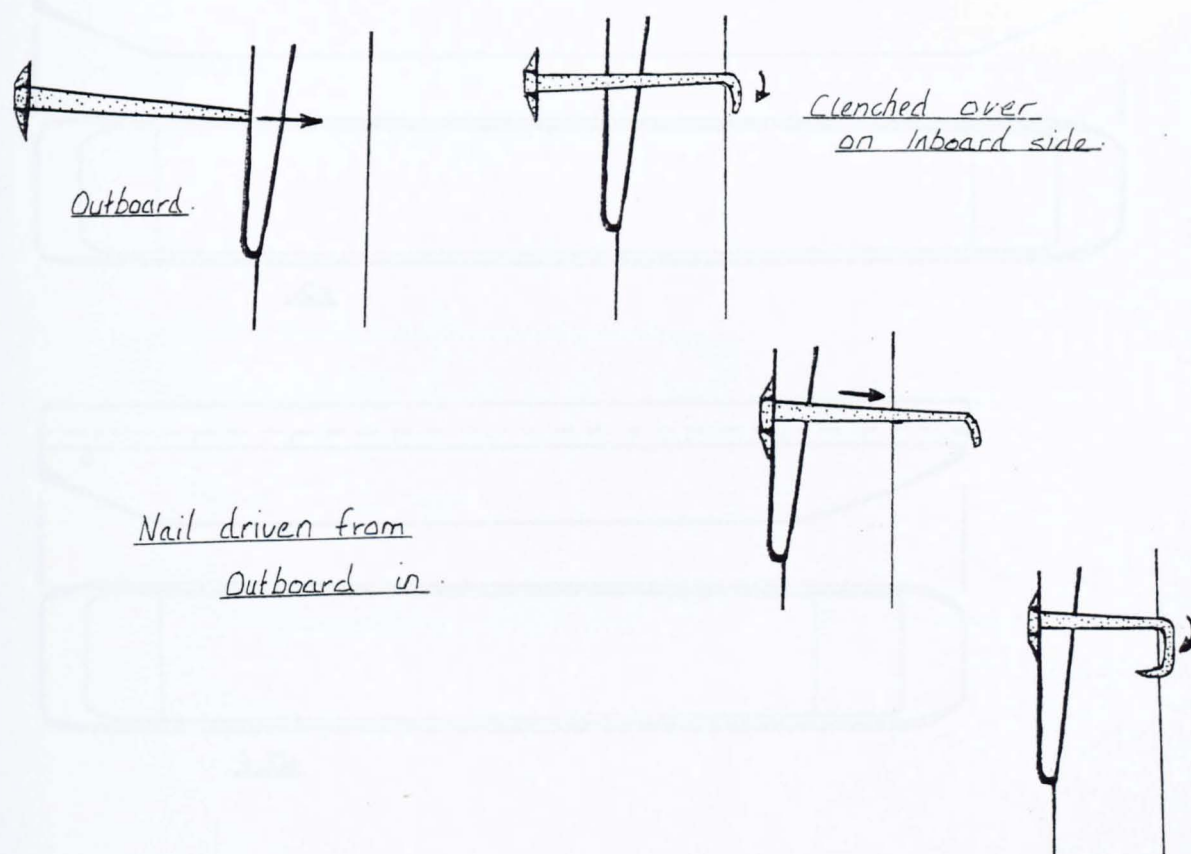 Outboard.
Clenched over
on Inboard side.
Nail driven from
Outboard in.